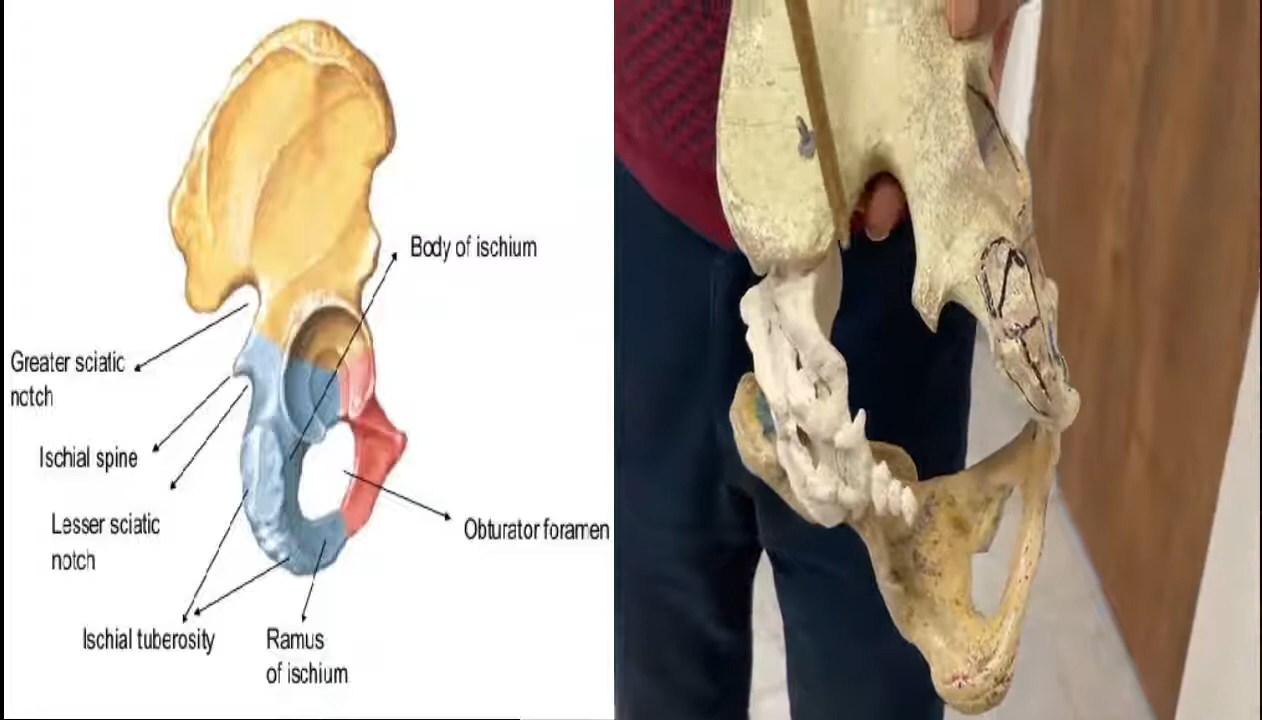 Body of ischium
Greater sciatic
notch
Ischial spine
Lesser sciatic
notch
Obturator foramen
Ischial tuberosity
Ramus
of ischium